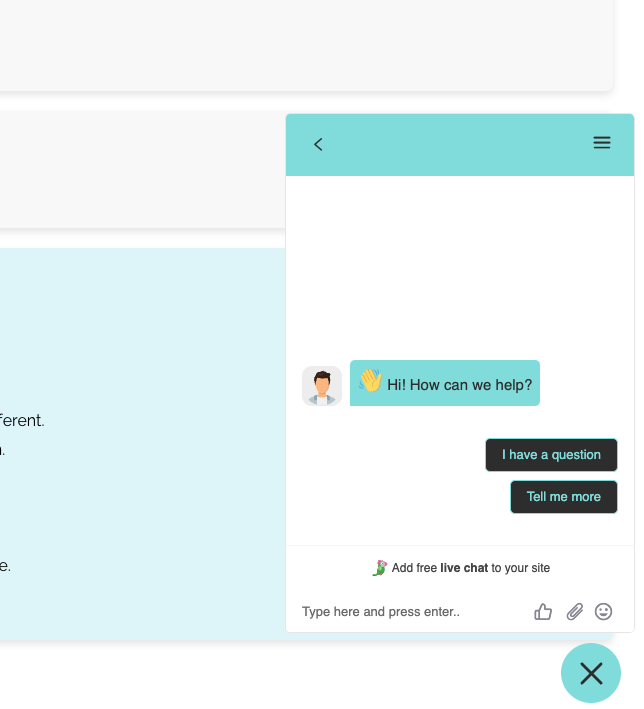 ferent.
.
e.
Hi! How can we help?
I have a question
Tell me more
Add free live chat to your site
Type here and press enter..